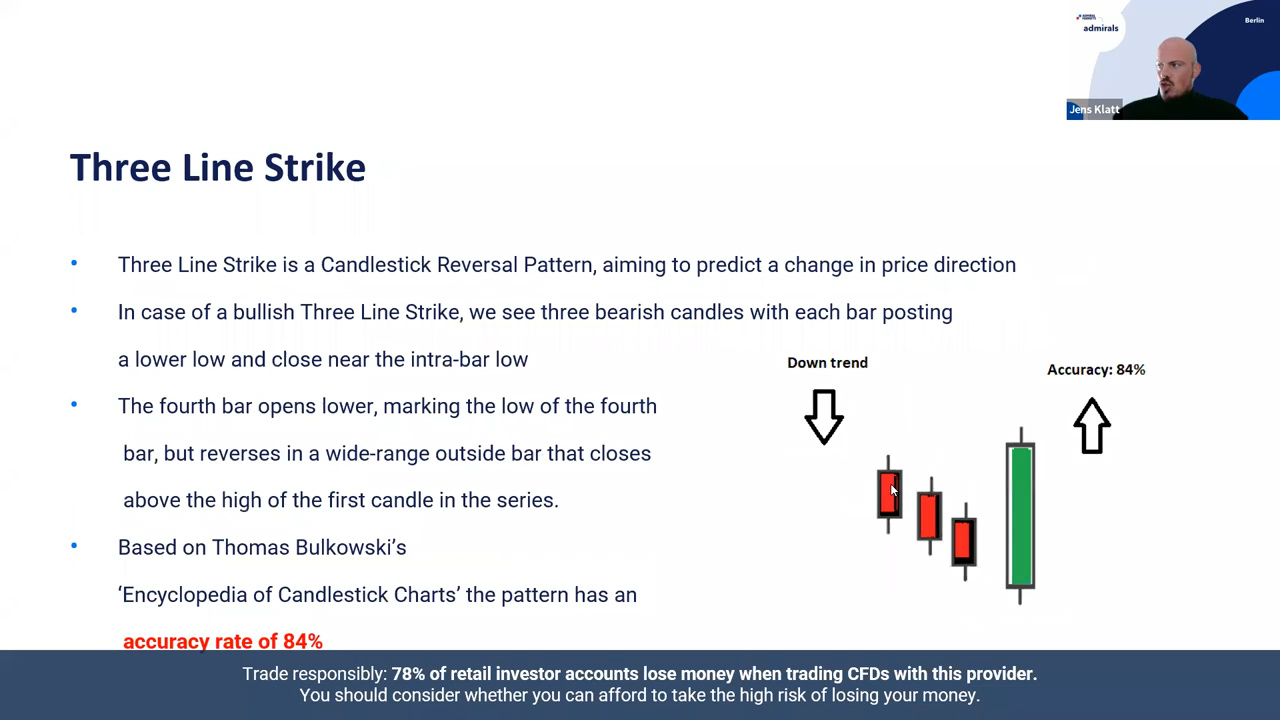 ADMIRAL MARKETS
admirals
Berlin
Jens Klatt
Three Line Strike
• Three Line Strike is a Candlestick Reversal Pattern, aiming to predict a change in price direction
• In case of a bullish Three Line Strike, we see three bearish candles with each bar posting
a lower low and close near the intra-bar low
Down trend
Accuracy: 84%
• The fourth bar opens lower, marking the low of the fourth
bar, but reverses in a wide-range outside bar that closes
above the high of the first candle in the series.
• Based on Thomas Bulkowski’s
‘Encyclopedia of Candlestick Charts’ the pattern has an
accuracy rate of 84%
Trade responsibly: 78% of retail investor accounts lose money when trading CFDs with this provider.
You should consider whether you can afford to take the high risk of losing your money.